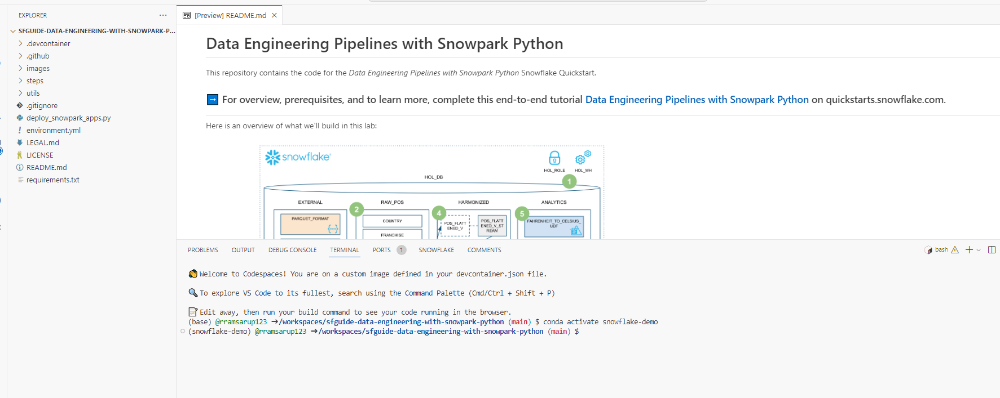 EXPLORER
SFGUIDE-DATA-ENGINEERING-WITH-SNOWPARK-P...
.devcontainer
.github
images
steps
utils
.gitignore
deploy_snowpark_apps.py
environment.yml
LEGAL.md
LICENSE
README.md
requirements.txt
[Preview] README.md
Data Engineering Pipelines with Snowpark Python
This repository contains the code for the Data Engineering Pipelines with Snowpark Python Snowflake Quickstart.
For overview, prerequisites, and to learn more, complete this end-to-end tutorial Data Engineering Pipelines with Snowpark Python on quickstarts.snowflake.com.
Here is an overview of what we'll build in this lab:
snowflake
HOL_ROLE HOL_WH
HOL_DB
1
EXTERNAL RAW_POS HARMONIZED ANALYTICS
2 4 5
PARQUET_FORMAT
{...}
COUNTRY
FRANCHISE
POS_FLATT
ENED_V
POS_FLATT
ENED_V_ST
REAM
FAHRENHEIT_TO_CELSIUS_
UDF
PROBLEMS OUTPUT DEBUG CONSOLE TERMINAL PORTS 1 SNOWFLAKE COMMENTS
bash
Welcome to Codespaces! You are on a custom image defined in your devcontainer.json file.
To explore VS Code to its fullest, search using the Command Palette (Cmd/Ctrl + Shift + P)
Edit away, then run your build command to see your code running in the browser.
(base) @rramsarup123 ➜/workspaces/sfguide-data-engineering-with-snowpark-python (main) $ conda activate snowflake-demo
(snowflake-demo) @rramsarup123 ➜/workspaces/sfguide-data-engineering-with-snowpark-python (main) $